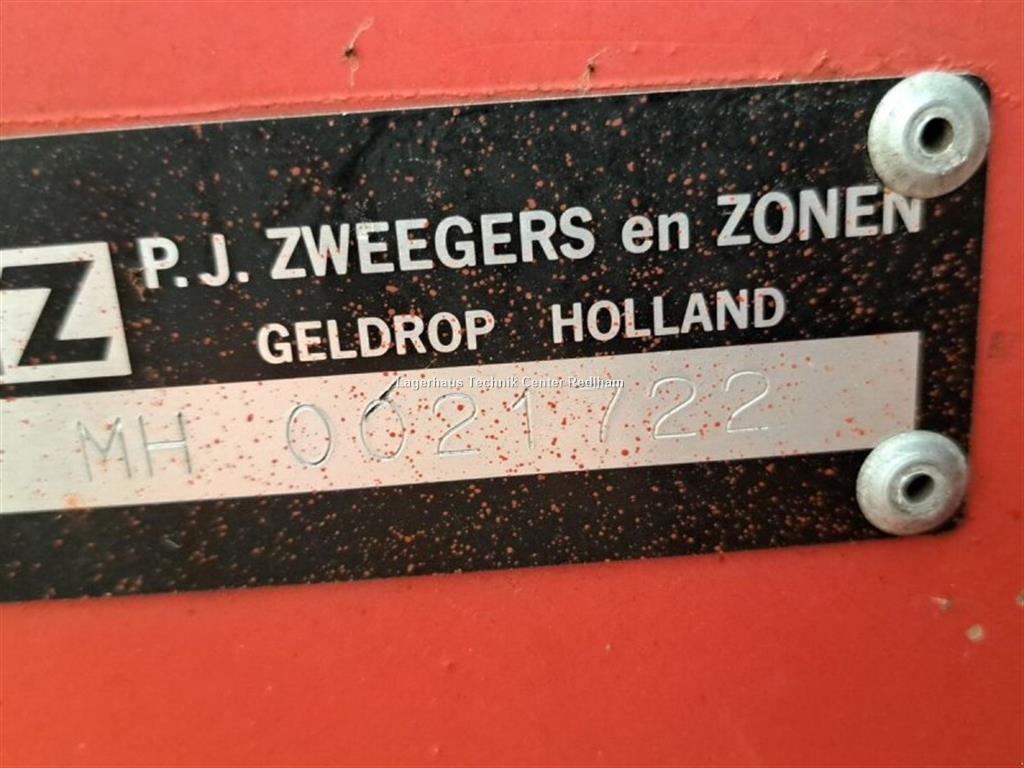 P.J. ZWEEGERS en ZONEN
Z
GELDROP HOLLAND
Lagerhaus Technik Center Redlham
MH 0021722